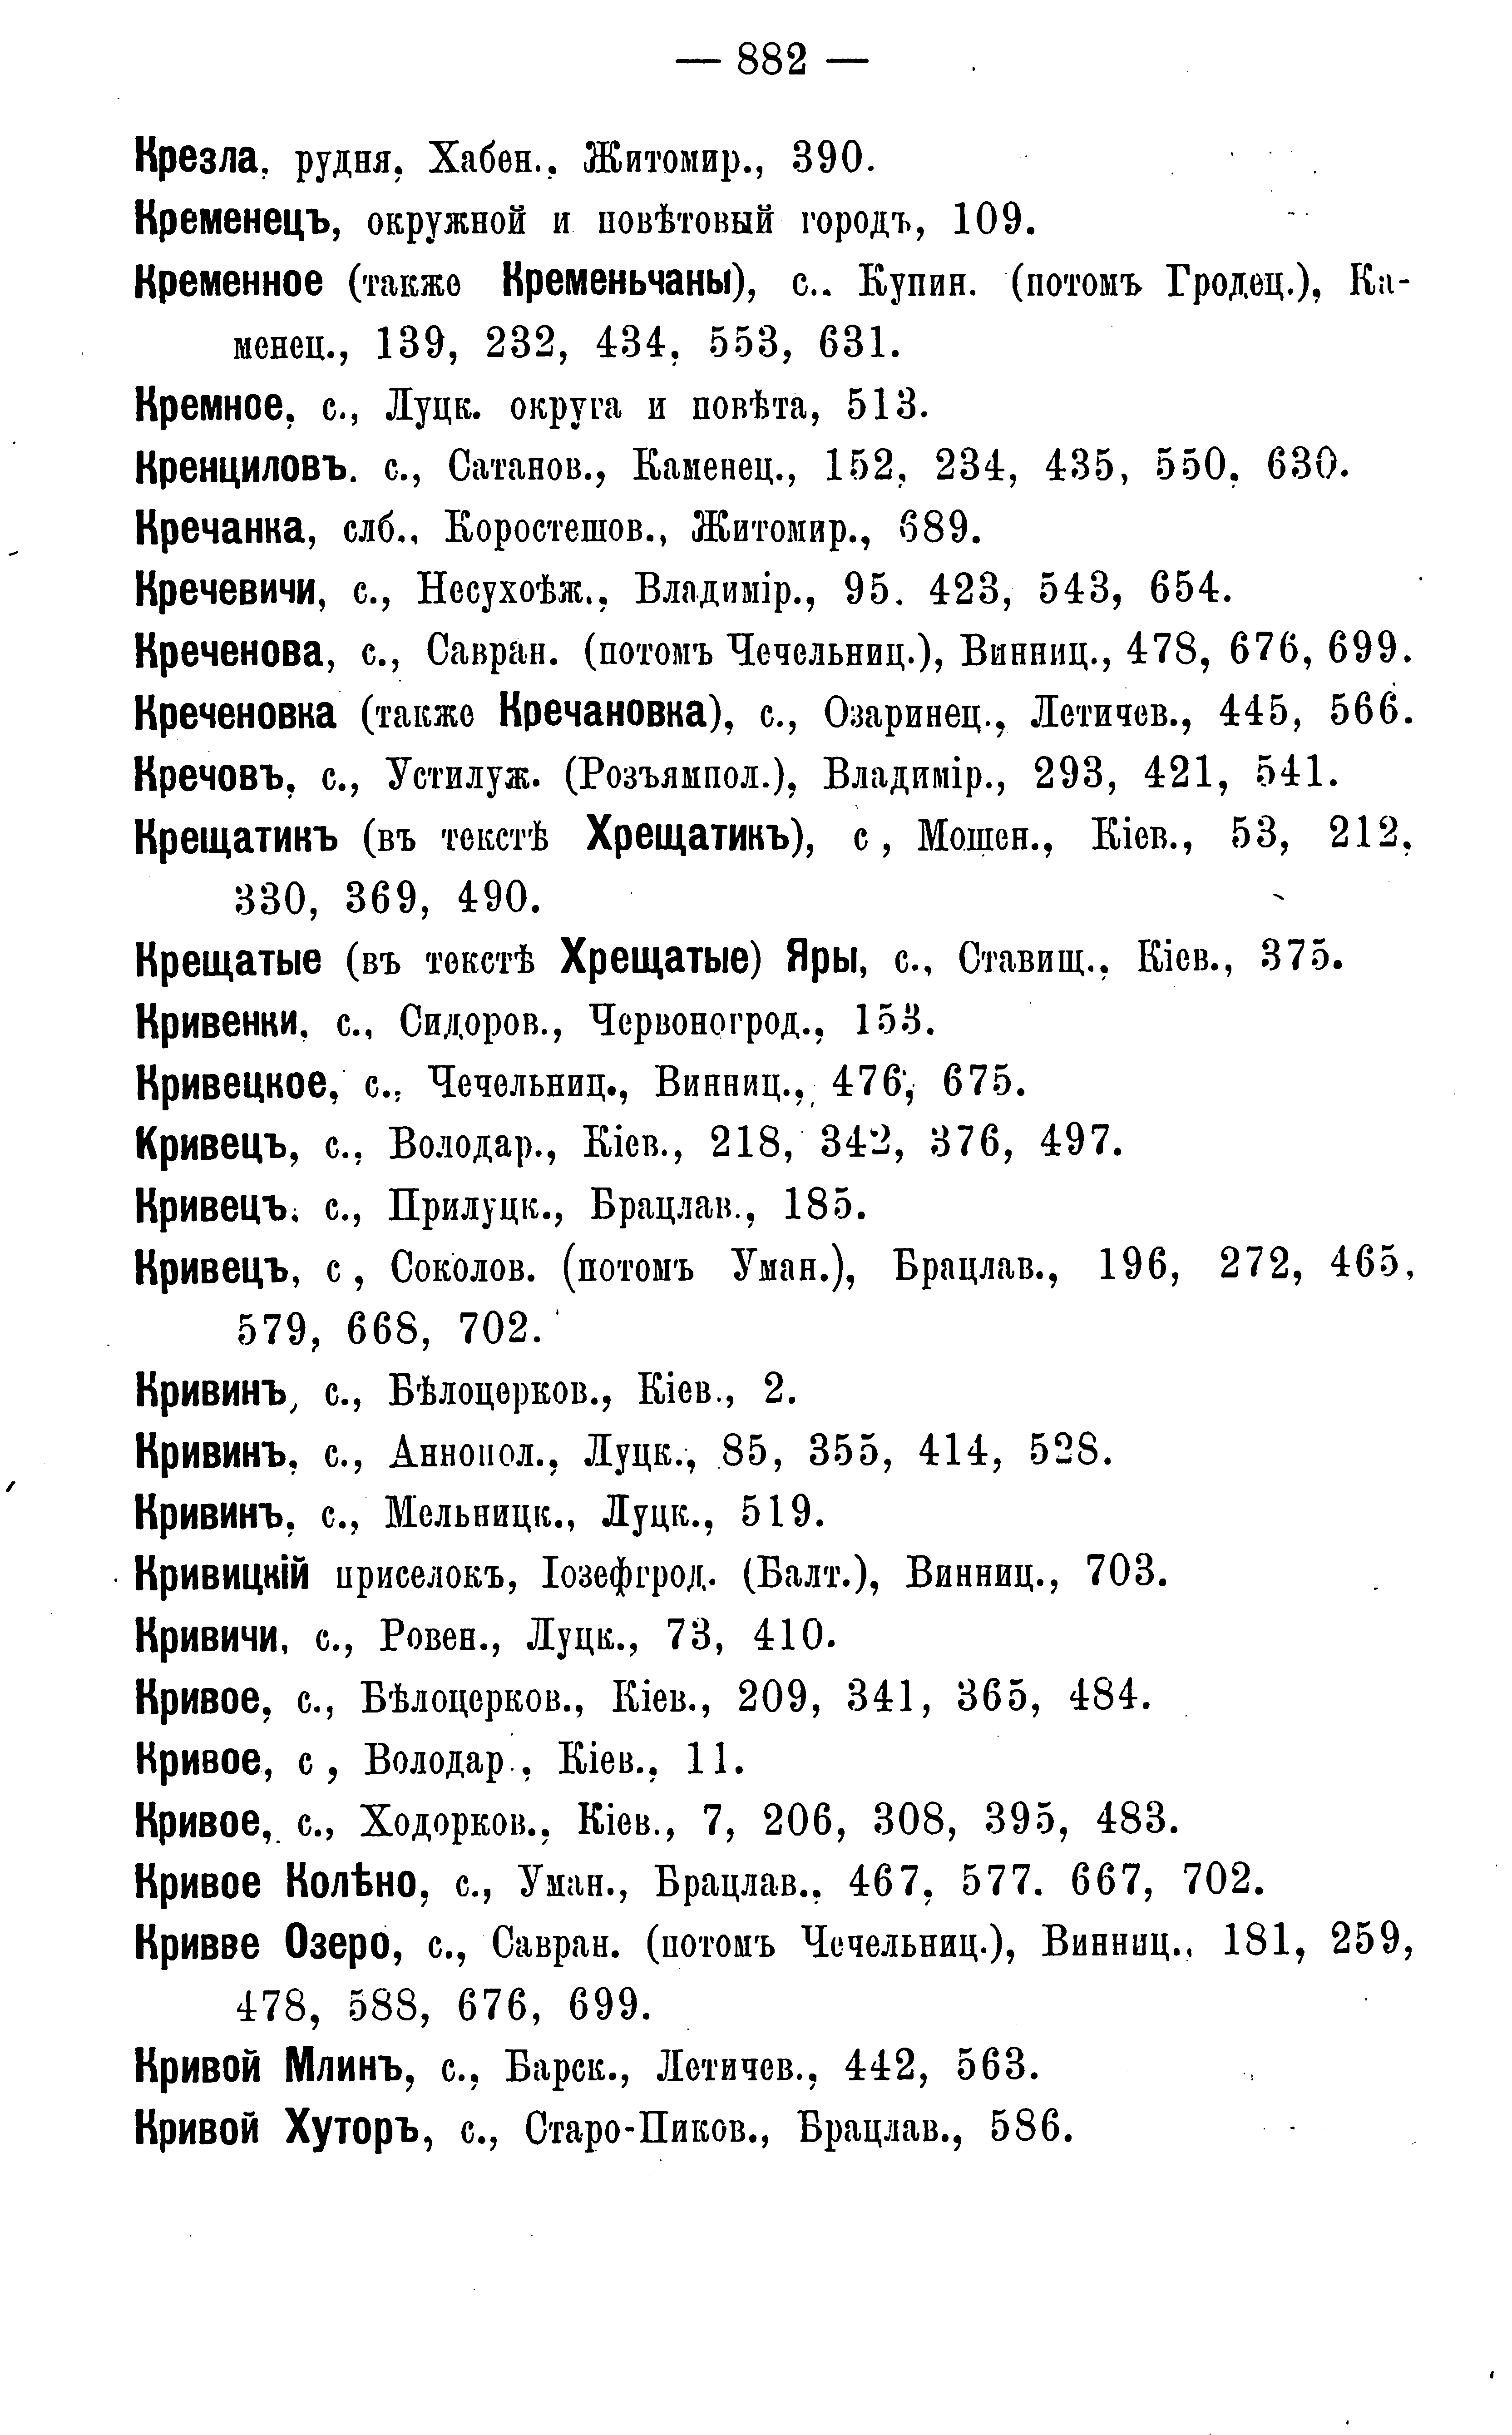 — 882 —
Крезла, рудня, Хабен., Житомир., 390.
Кременецъ, окружной и повѣтовый городъ, 109.
Кременное (также Кременьчаны), с.. Купин. (потомъ Гродец.), Ка-
менец., 139, 232, 434, 553, 631.
Кремное, с., Луцк. округа и повѣта, 513.
Кренциловъ. с., Сатанов., Каменец., 152, 234, 435, 550, 630.
Кречанка, слб., Коростешов., Житомир., 689.
Кречевичи, с., Несухоѣж., Владимір., 95. 423, 543, 654.
Креченова, с., Савран. (потомъ Чечельниц.), Винниц., 478, 676, 699.
Креченовка (также Кречановка), с., Озаринец., Летичев., 445, 566.
Кречовъ, с., Устилуж. (Розъямпол.), Владимір., 293, 421, 541.
Крещатикъ (въ текстѣ Хрещатикъ), с , Мошен., Кіев., 53, 212,
330, 369, 490.
Крещатые (въ текстѣ Хрещатые) Яры, с., Ставищ., Кіев., 375.
Кривенки, с., Сидоров., Червоногрод., 153.
Кривецкое, с., Чечельниц., Винниц., 476, 675.
Кривецъ, с., Володар., Кіев., 218, 342, 376, 497.
Кривецъ, с., Прилуцк., Брацлав., 185.
Кривецъ, с , Соколов. (потомъ Уман.), Брацлав., 196, 272, 465,
579, 668, 702.
Кривинъ, с., Бѣлоцерков., Кіев., 2.
Кривинъ, с., Аннопол., Луцк., 85, 355, 414, 528.
Кривинъ, с., Мельницк., Луцк., 519.
Кривицкій приселокъ, Іозефгрод. (Балт.), Винниц., 703.
Кривичи, с., Ровен., Луцк., 73, 410.
Кривое, с., Бѣлоцерков., Кіев., 209, 341, 365, 484.
Кривое, с , Володар., Кіев., 11.
Кривое, с., Ходорков., Кіев., 7, 206, 308, 395, 483.
Кривое Колѣно, с., Уман., Брацлав., 467, 577. 667, 702.
Кривве Озеро, с., Савран. (потомъ Чечельниц.), Винниц., 181, 259,
478, 588, 676, 699.
Кривой Млинъ, с., Барск., Летичев., 442, 563.
Кривой Хуторъ, с., Старо-Пиков., Брацлав., 586.